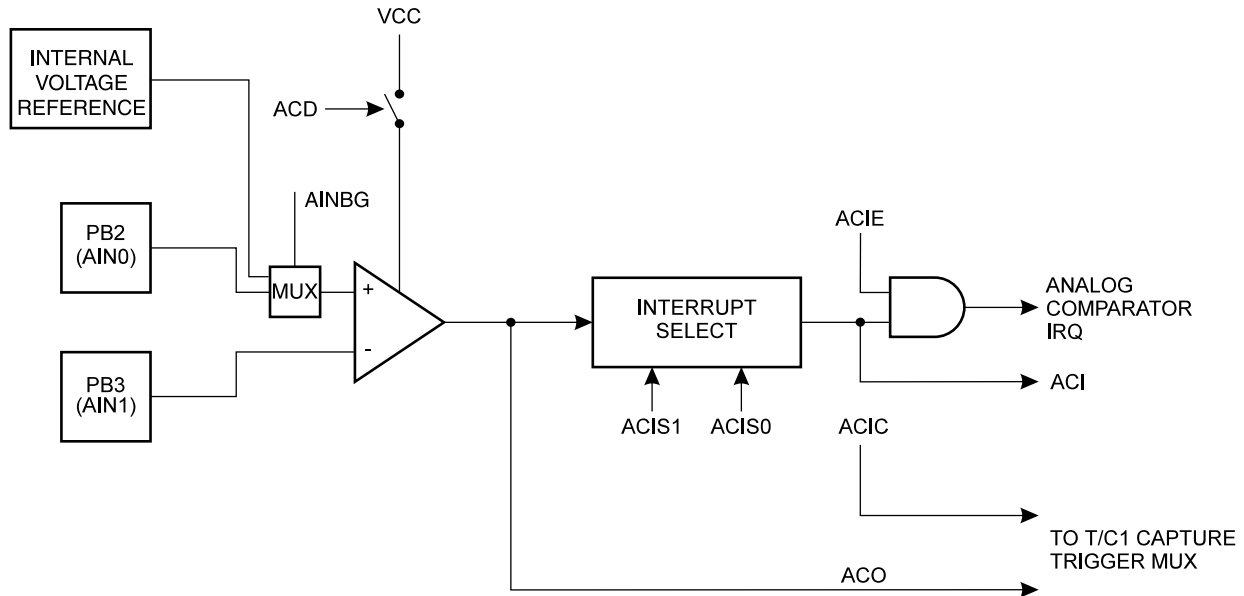 VCC
INTERNAL
VOLTAGE
REFERENCE
ACD
AINBG
PB2
(AIN0)
MUX
+
-
PB3
(AIN1)
INTERRUPT
SELECT
ACIS1 ACIS0
ACIE
ANALOG
COMPARATOR
IRQ
ACI
ACIC
TO T/C1 CAPTURE
TRIGGER MUX
ACO